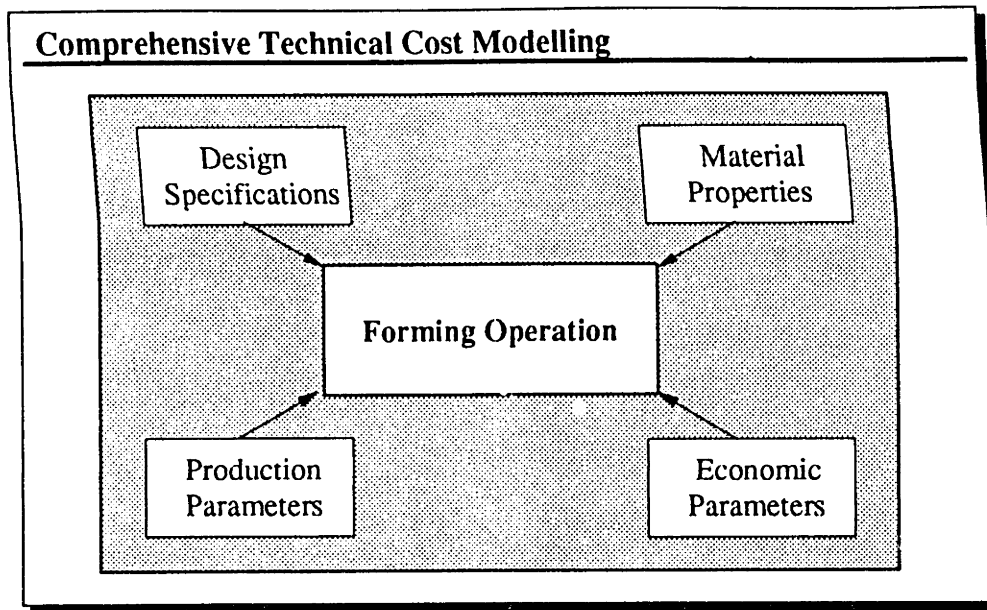 Comprehensive Technical Cost Modelling
Design
Specifications
Material
Properties
Forming Operation
Production
Parameters
Economic
Parameters